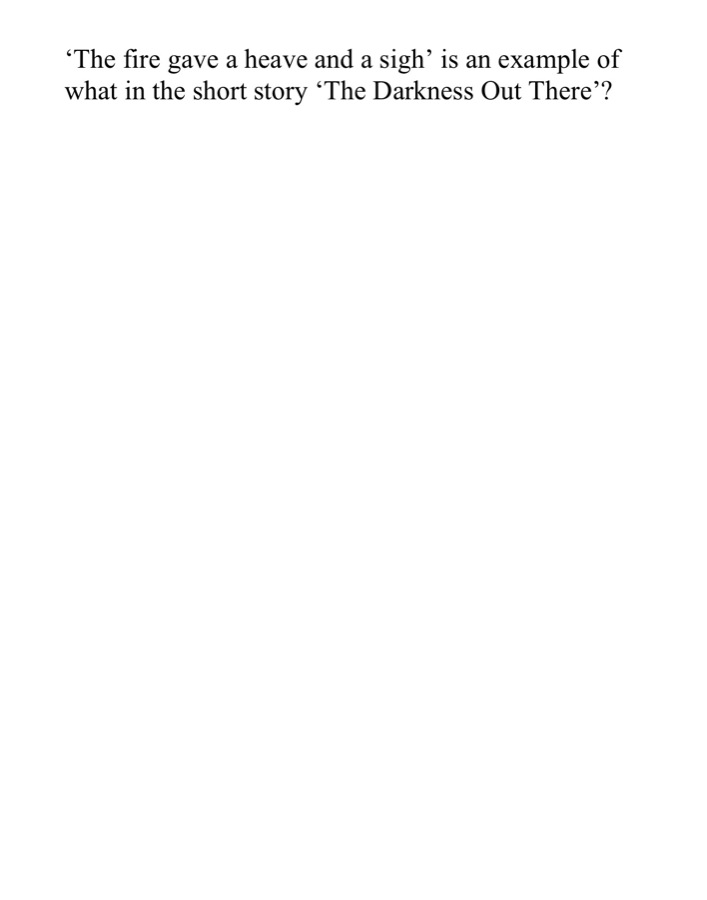 ‘The fire gave a heave and a sigh’ is an example of
what in the short story ‘The Darkness Out There’?